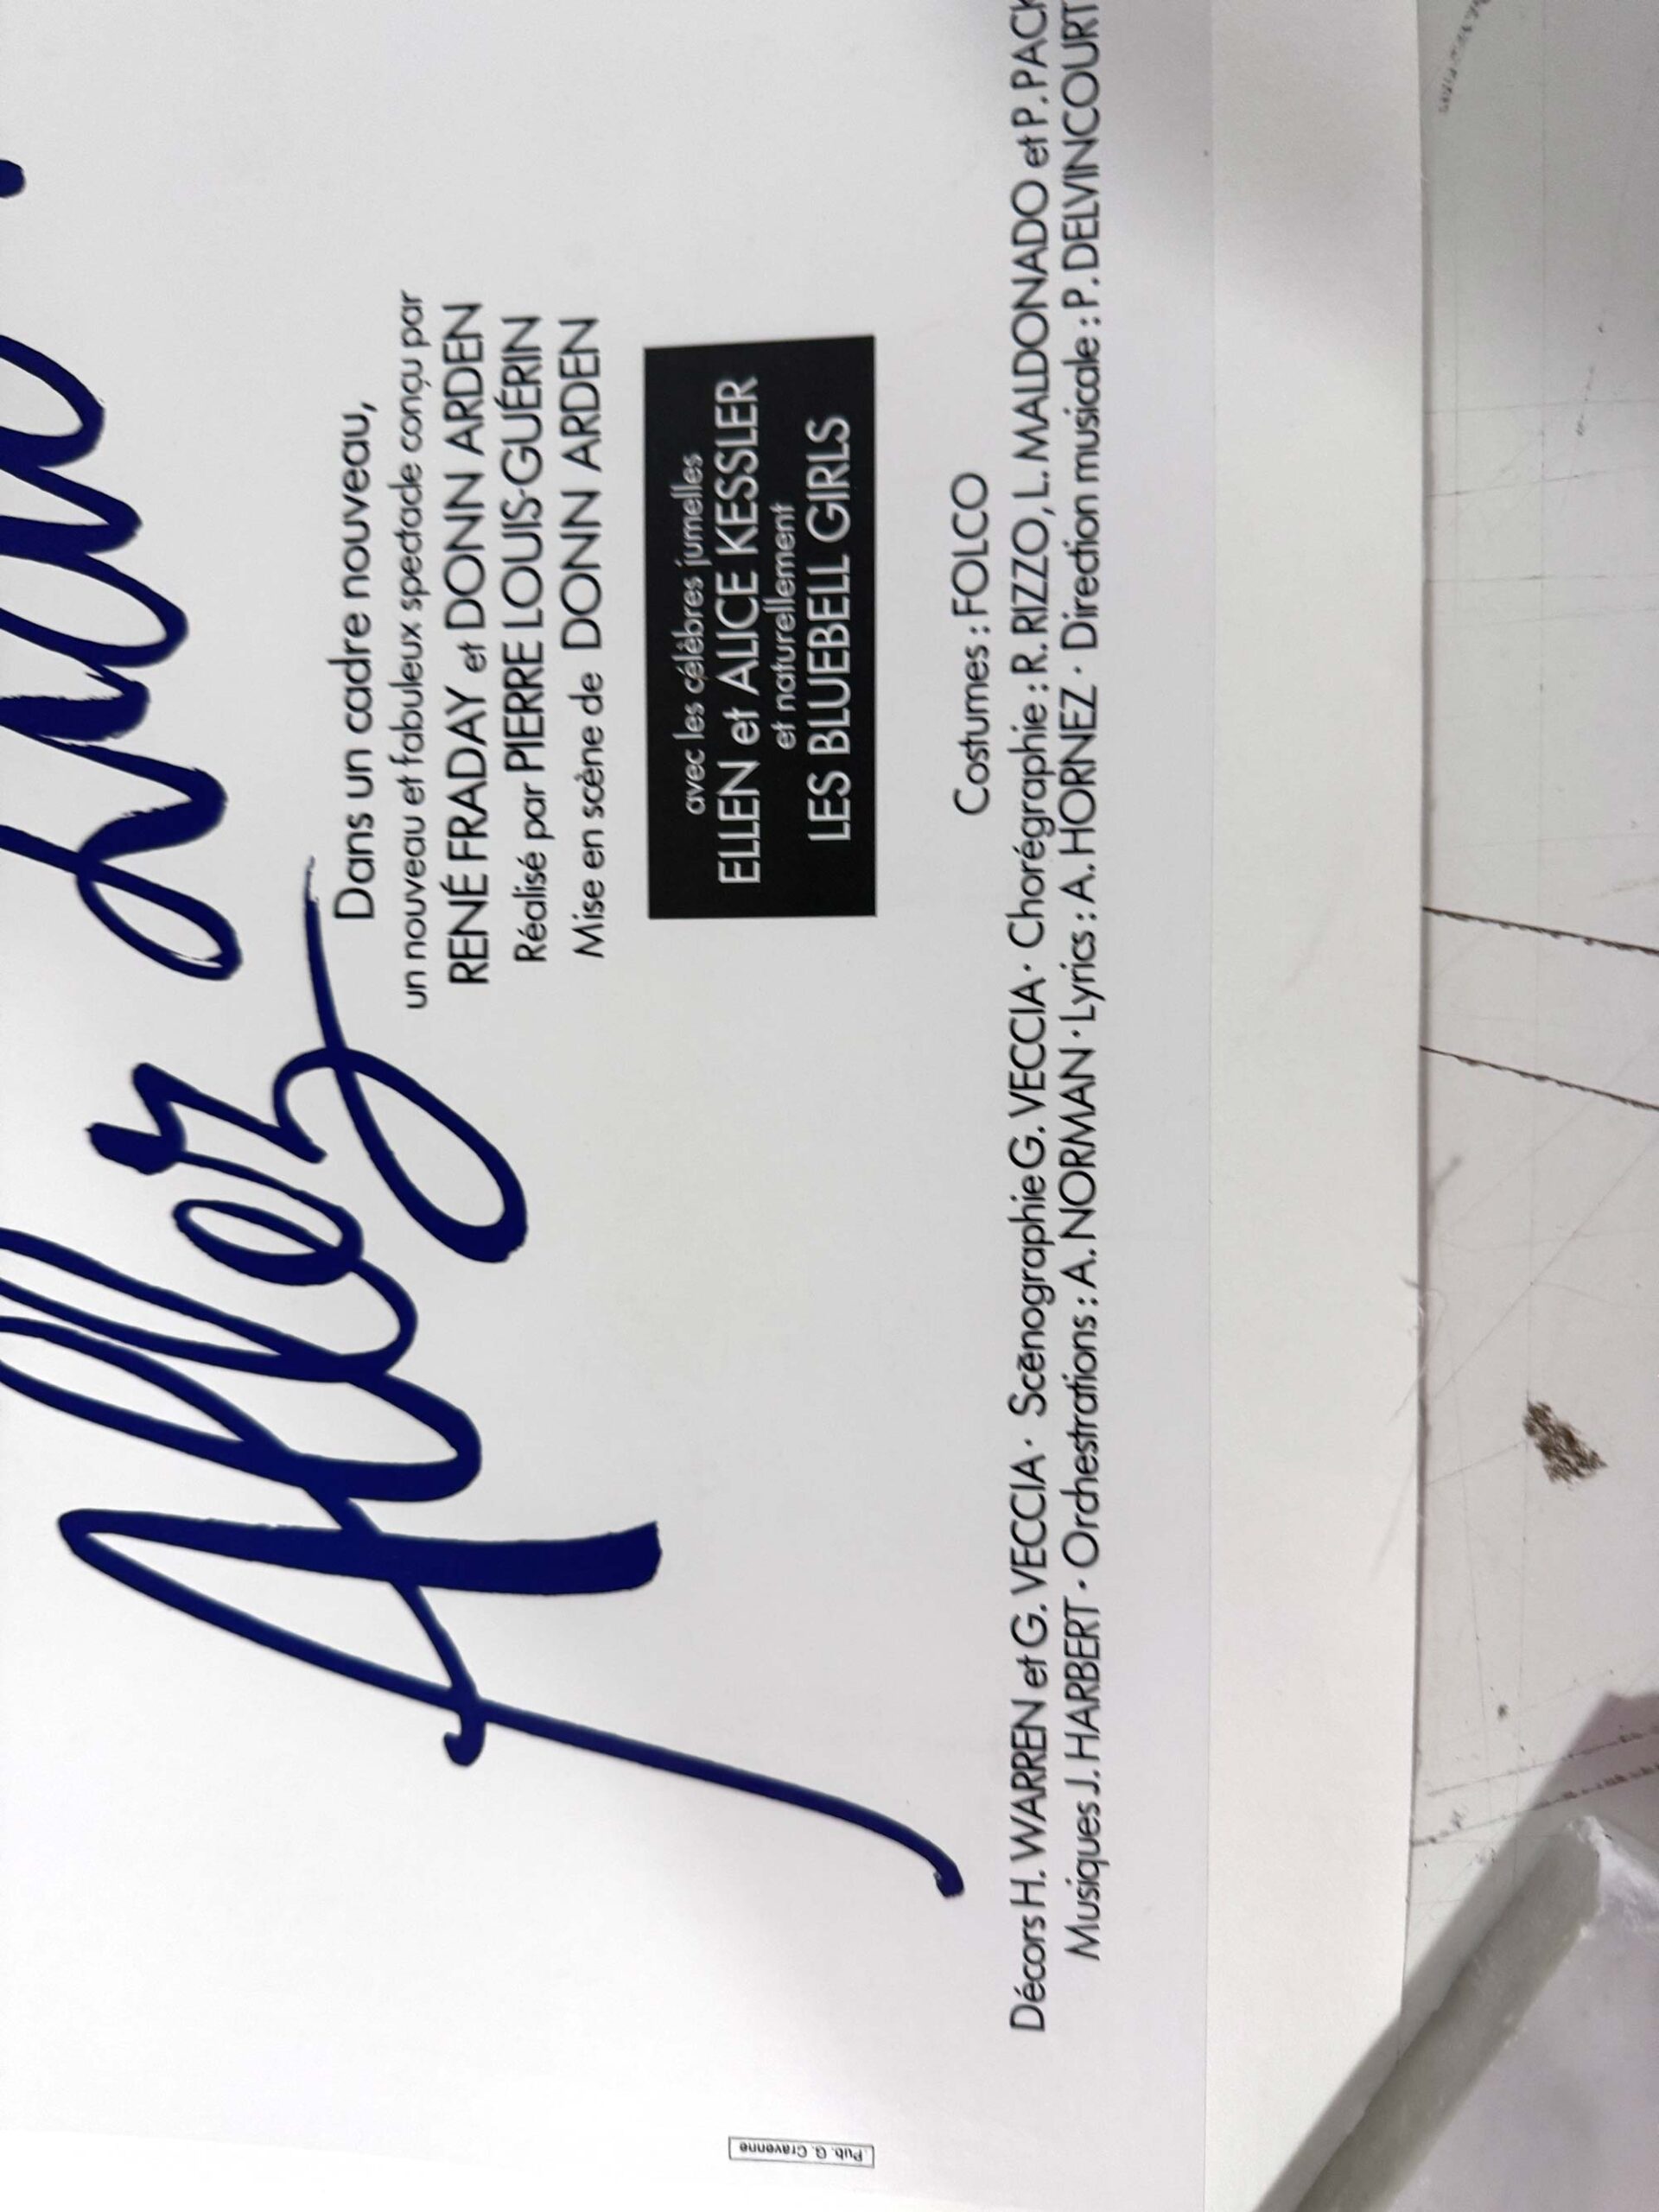 Allez Lido !
Dans un cadre nouveau,
un nouveau et fabuleux spectacle conçu par
RENÉ FRADAY et DONN ARDEN
Réalisé par PIERRE LOUIS-GUÉRIN
Mise en scène de DONN ARDEN
avec les célèbres jumelles
ELLEN et ALICE KESSLER
et naturellement
LES BLUEBELL GIRLS
Costumes : FOLCO
Décors H. WARREN et G. VECCIA · Scēnographie G. VECCIA · Chorégraphie : R. RIZZO, L. MALDONADO et P. PACK
Musiques J. HARBERT · Orchestrations : A. NORMAN · Lyrics : A. HORNEZ · Direction musicale : P. DELVINCOURT
Pub. G. Cravenne